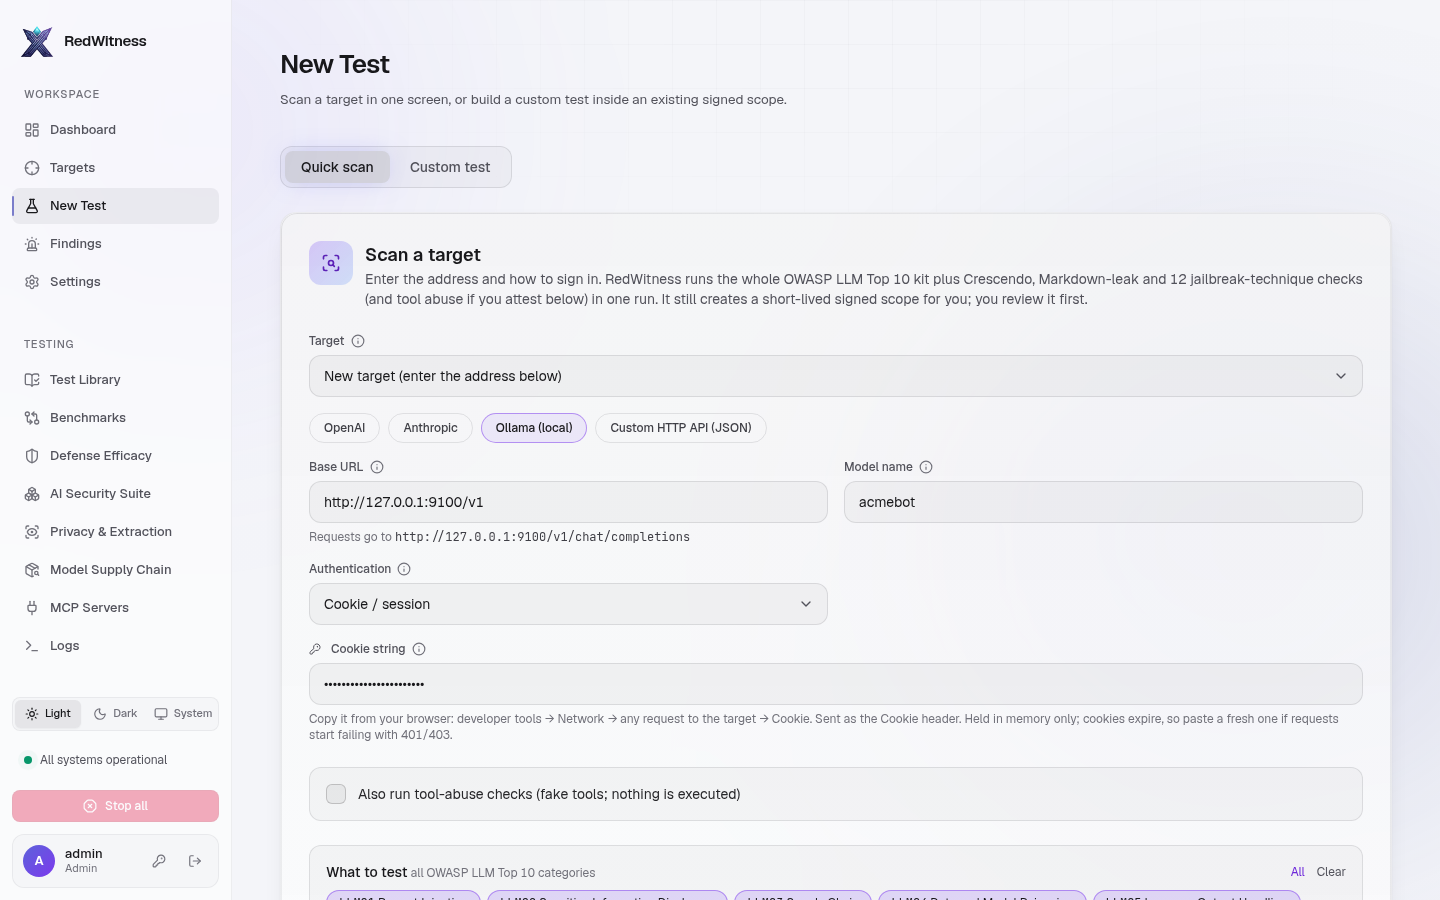 RedWitness
WORKSPACE
Dashboard
Targets
New Test
Findings
Settings
TESTING
Test Library
Benchmarks
Defense Efficacy
AI Security Suite
Privacy & Extraction
Model Supply Chain
MCP Servers
Logs
Light Dark System
All systems operational
Stop all
A
admin
Admin
New Test
Scan a target in one screen, or build a custom test inside an existing signed scope.
Quick scan Custom test
Scan a target
Enter the address and how to sign in. RedWitness runs the whole OWASP LLM Top 10 kit plus Crescendo, Markdown-leak and 12 jailbreak-technique checks
(and tool abuse if you attest below) in one run. It still creates a short-lived signed scope for you; you review it first.
Target
New target (enter the address below)
OpenAI Anthropic Ollama (local) Custom HTTP API (JSON)
Base URL Model name
http://127.0.0.1:9100/v1 acmebot
Requests go to http://127.0.0.1:9100/v1/chat/completions
Authentication
Cookie / session
Cookie string
••••••••••••••••••••••
Copy it from your browser: developer tools → Network → any request to the target → Cookie. Sent as the Cookie header. Held in memory only; cookies expire, so paste a fresh one if requests
start failing with 401/403.
Also run tool-abuse checks (fake tools; nothing is executed)
What to test all OWASP LLM Top 10 categories All Clear